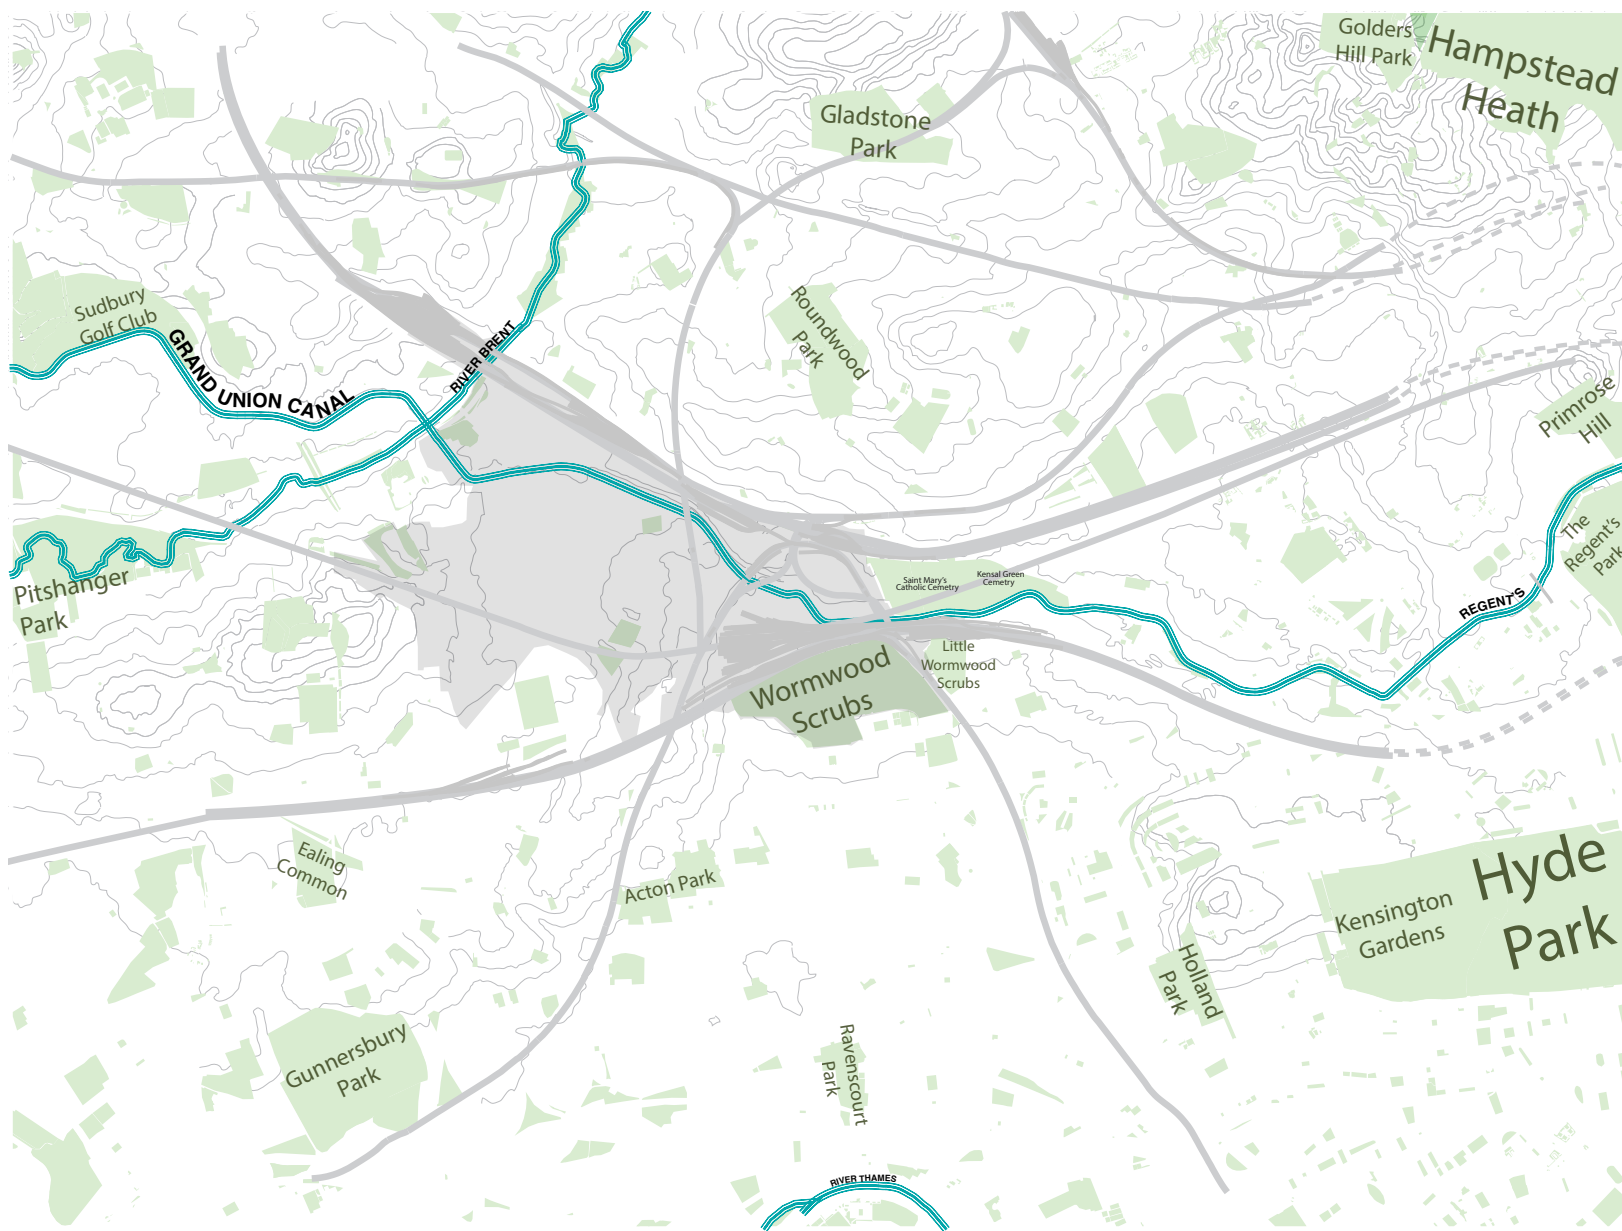 Golders
Hill Park
Hampstead
Heath
Gladstone
Park
Sudbury
Golf Club
GRAND UNION CANAL
RIVER BRENT
Roundwood
Park
Primrose
Hill
The
Regent's
Park
Pitshanger
Park
Saint Mary's
Catholic Cemetery
Kensal Green
Cemetery
REGENT'S
Little
Wormwood
Scrubs
Wormwood
Scrubs
Ealing
Common
Acton Park
Hyde
Park
Kensington
Gardens
Holland
Park
Gunnersbury
Park
Ravenscourt
Park
RIVER THAMES